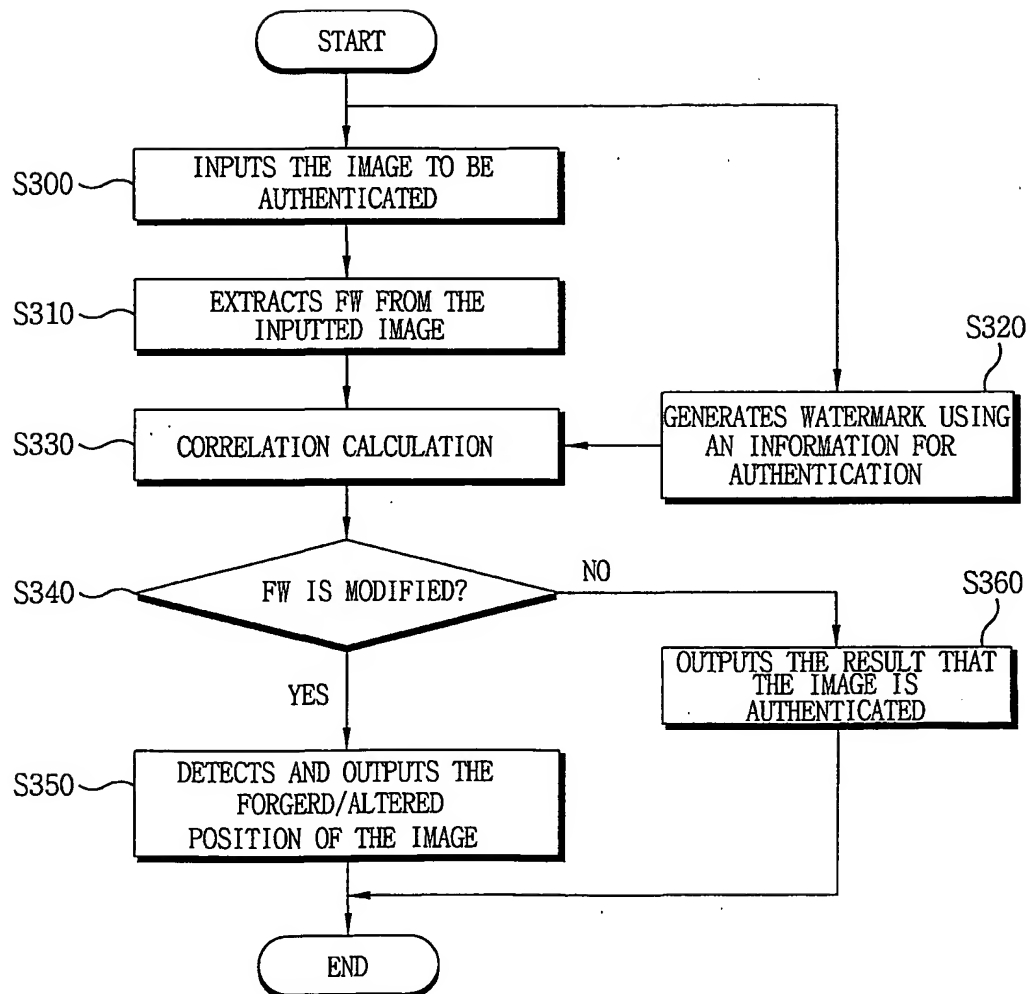 START
S300
INPUTS THE IMAGE TO BE
AUTHENTICATED
S310
EXTRACTS FW FROM THE
INPUTTED IMAGE
S320
GENERATES WATERMARK USING
AN INFORMATION FOR
AUTHENTICATION
S330
CORRELATION CALCULATION
S340
FW IS MODIFIED?
NO
YES
S360
OUTPUTS THE RESULT THAT
THE IMAGE IS
AUTHENTICATED
S350
DETECTS AND OUTPUTS THE
FORGERD/ALTERED
POSITION OF THE IMAGE
END